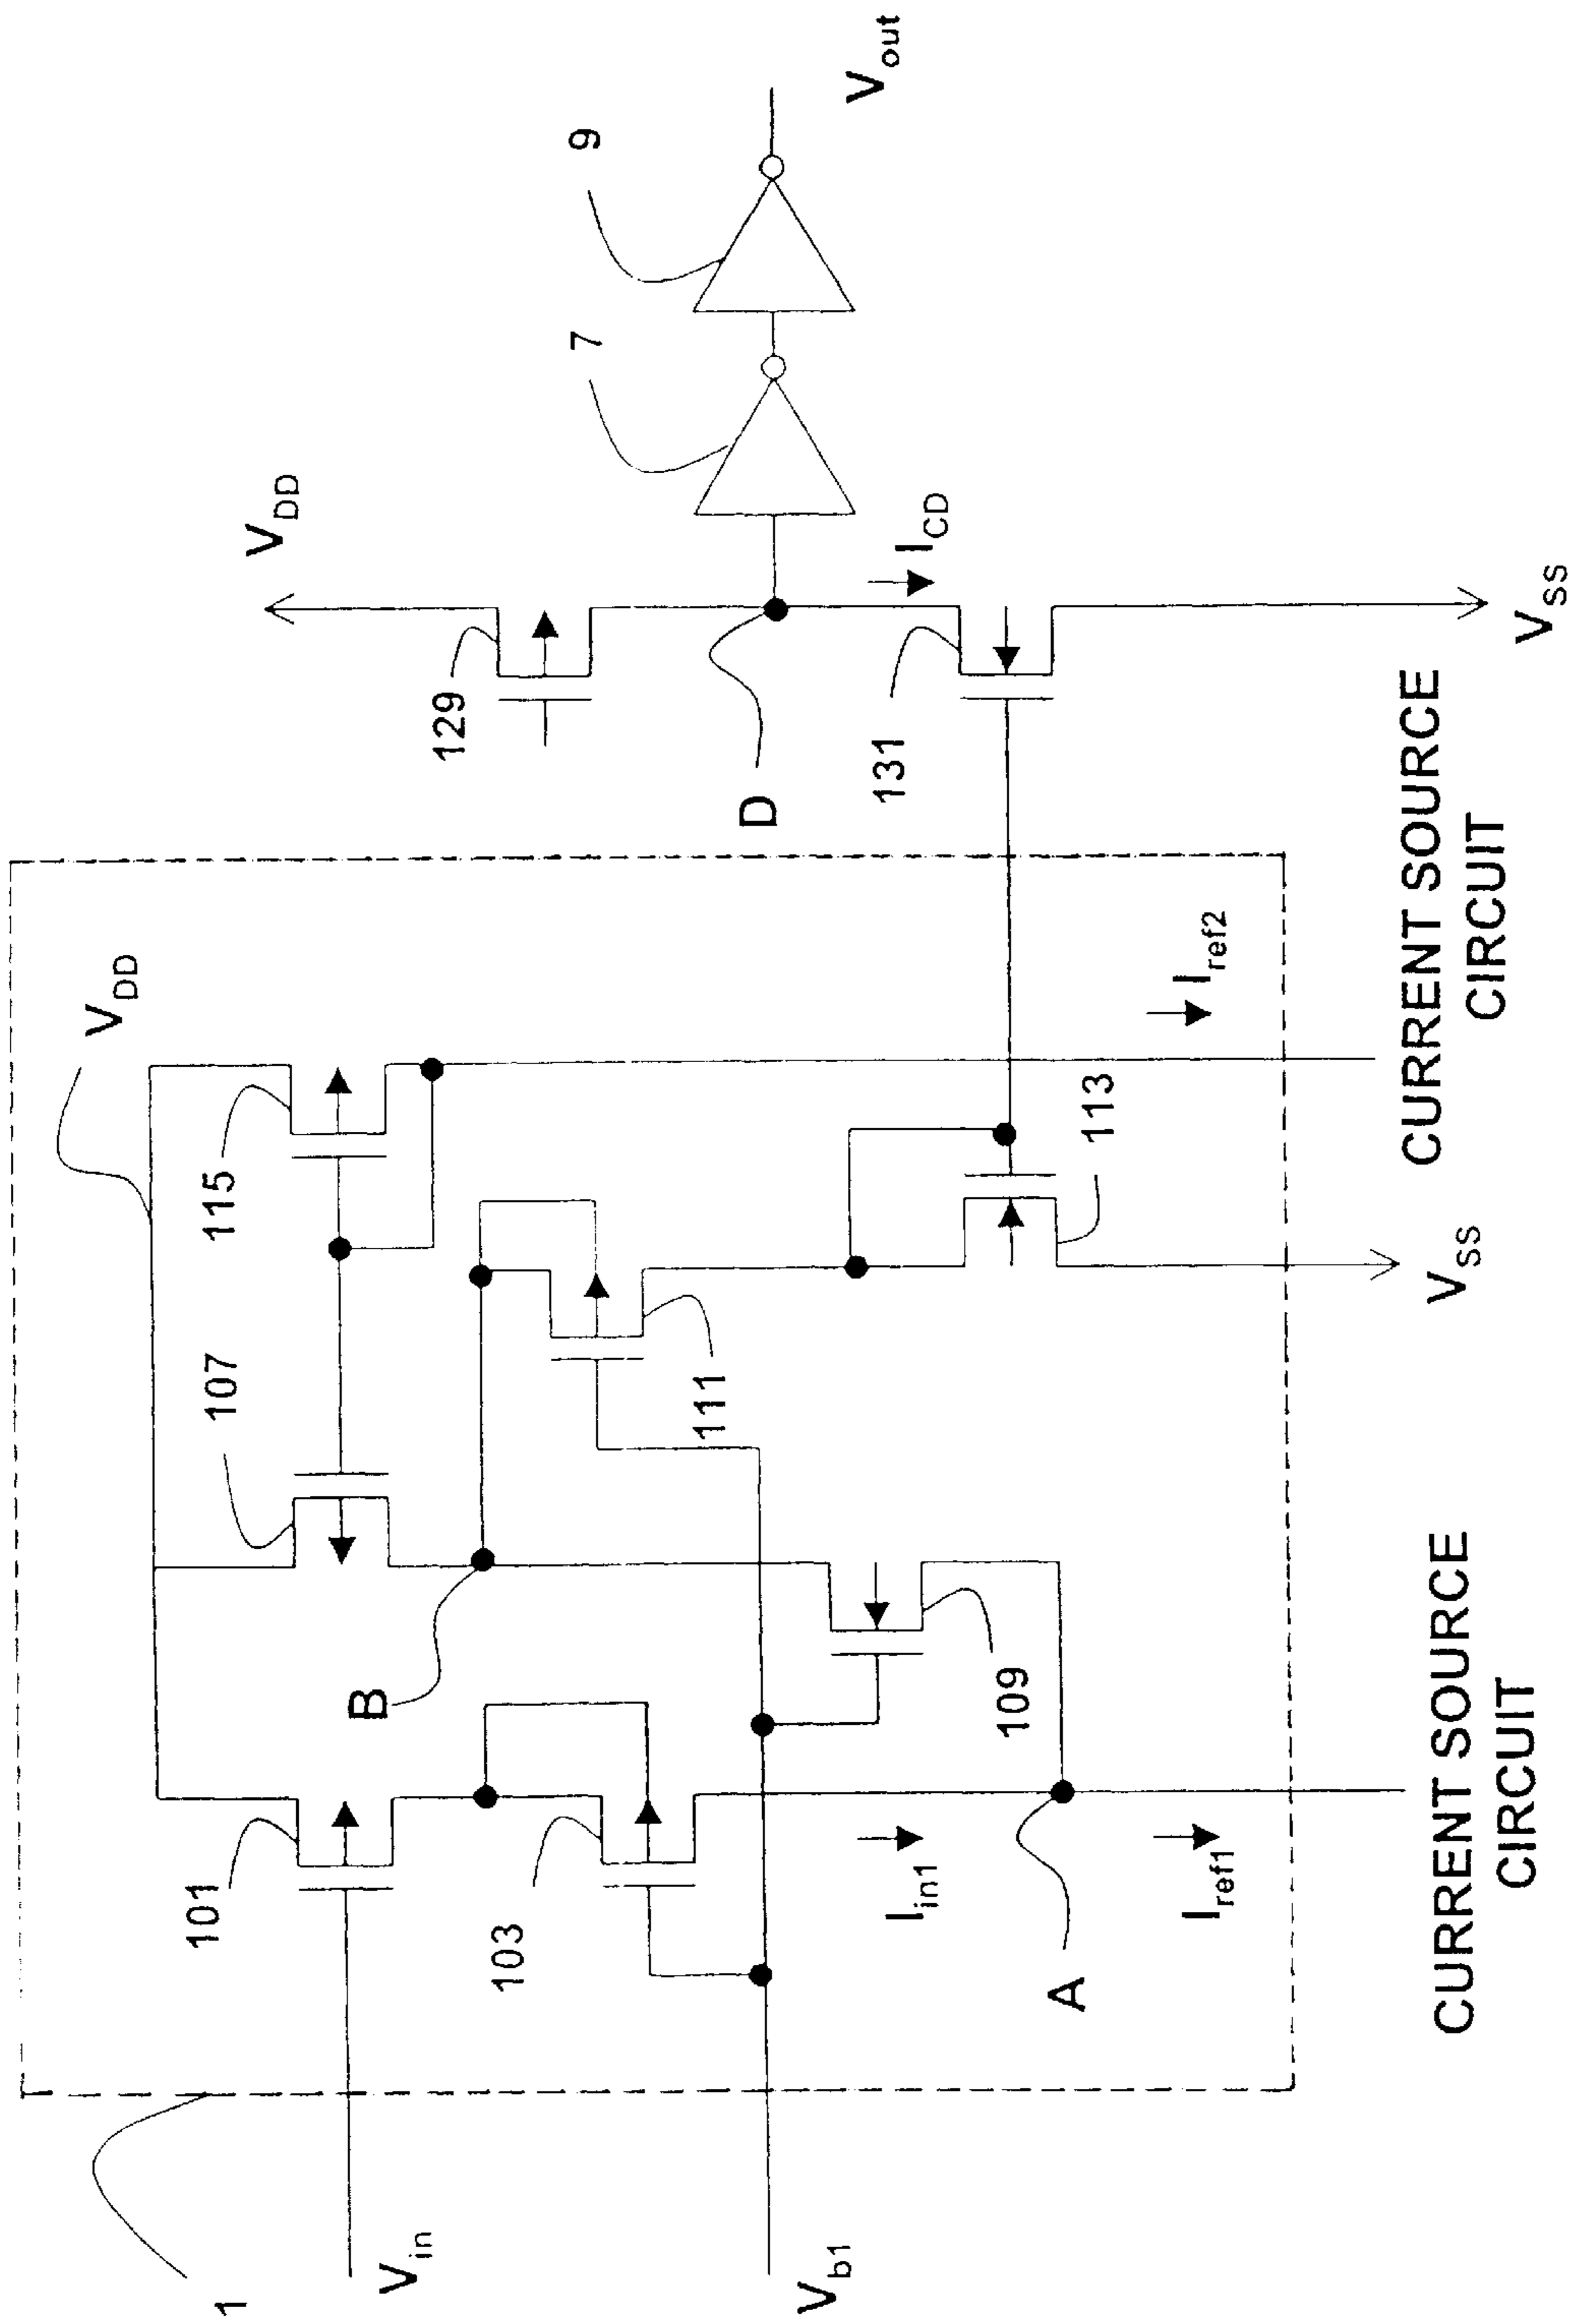 1
V_in
V_b1
V_DD
101
103
107
115
B
111
109
113
A
I_in1
I_ref1
I_ref2
CURRENT SOURCE
CIRCUIT
V_SS
CURRENT SOURCE
CIRCUIT
V_DD
129
D
131
I_CD
V_SS
7
9
V_out